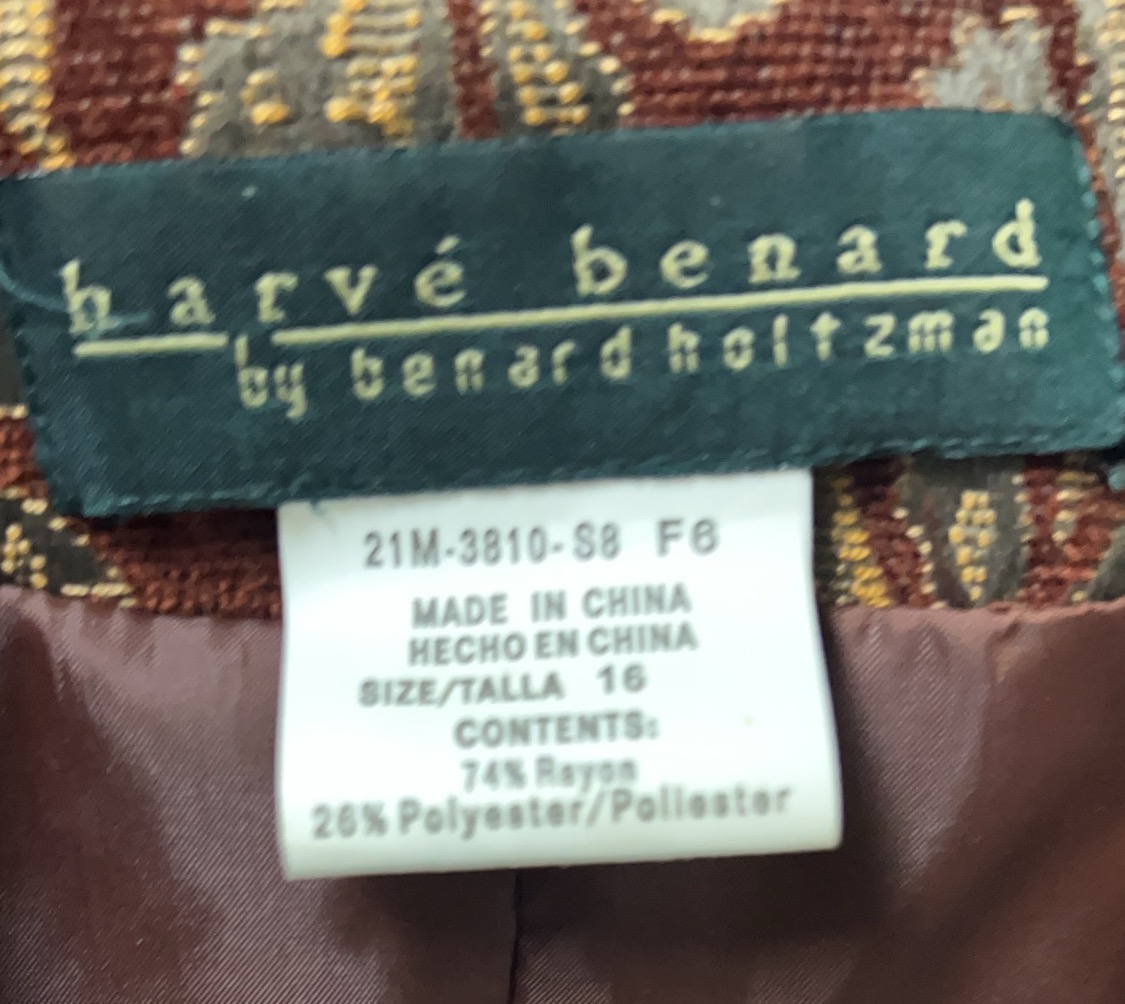 harvé benard
by benard holtzman
21M-3810-S8 F6
MADE IN CHINA
HECHO EN CHINA
SIZE/TALLA 16
CONTENTS:
74% Rayon
26% Polyester/Poliester